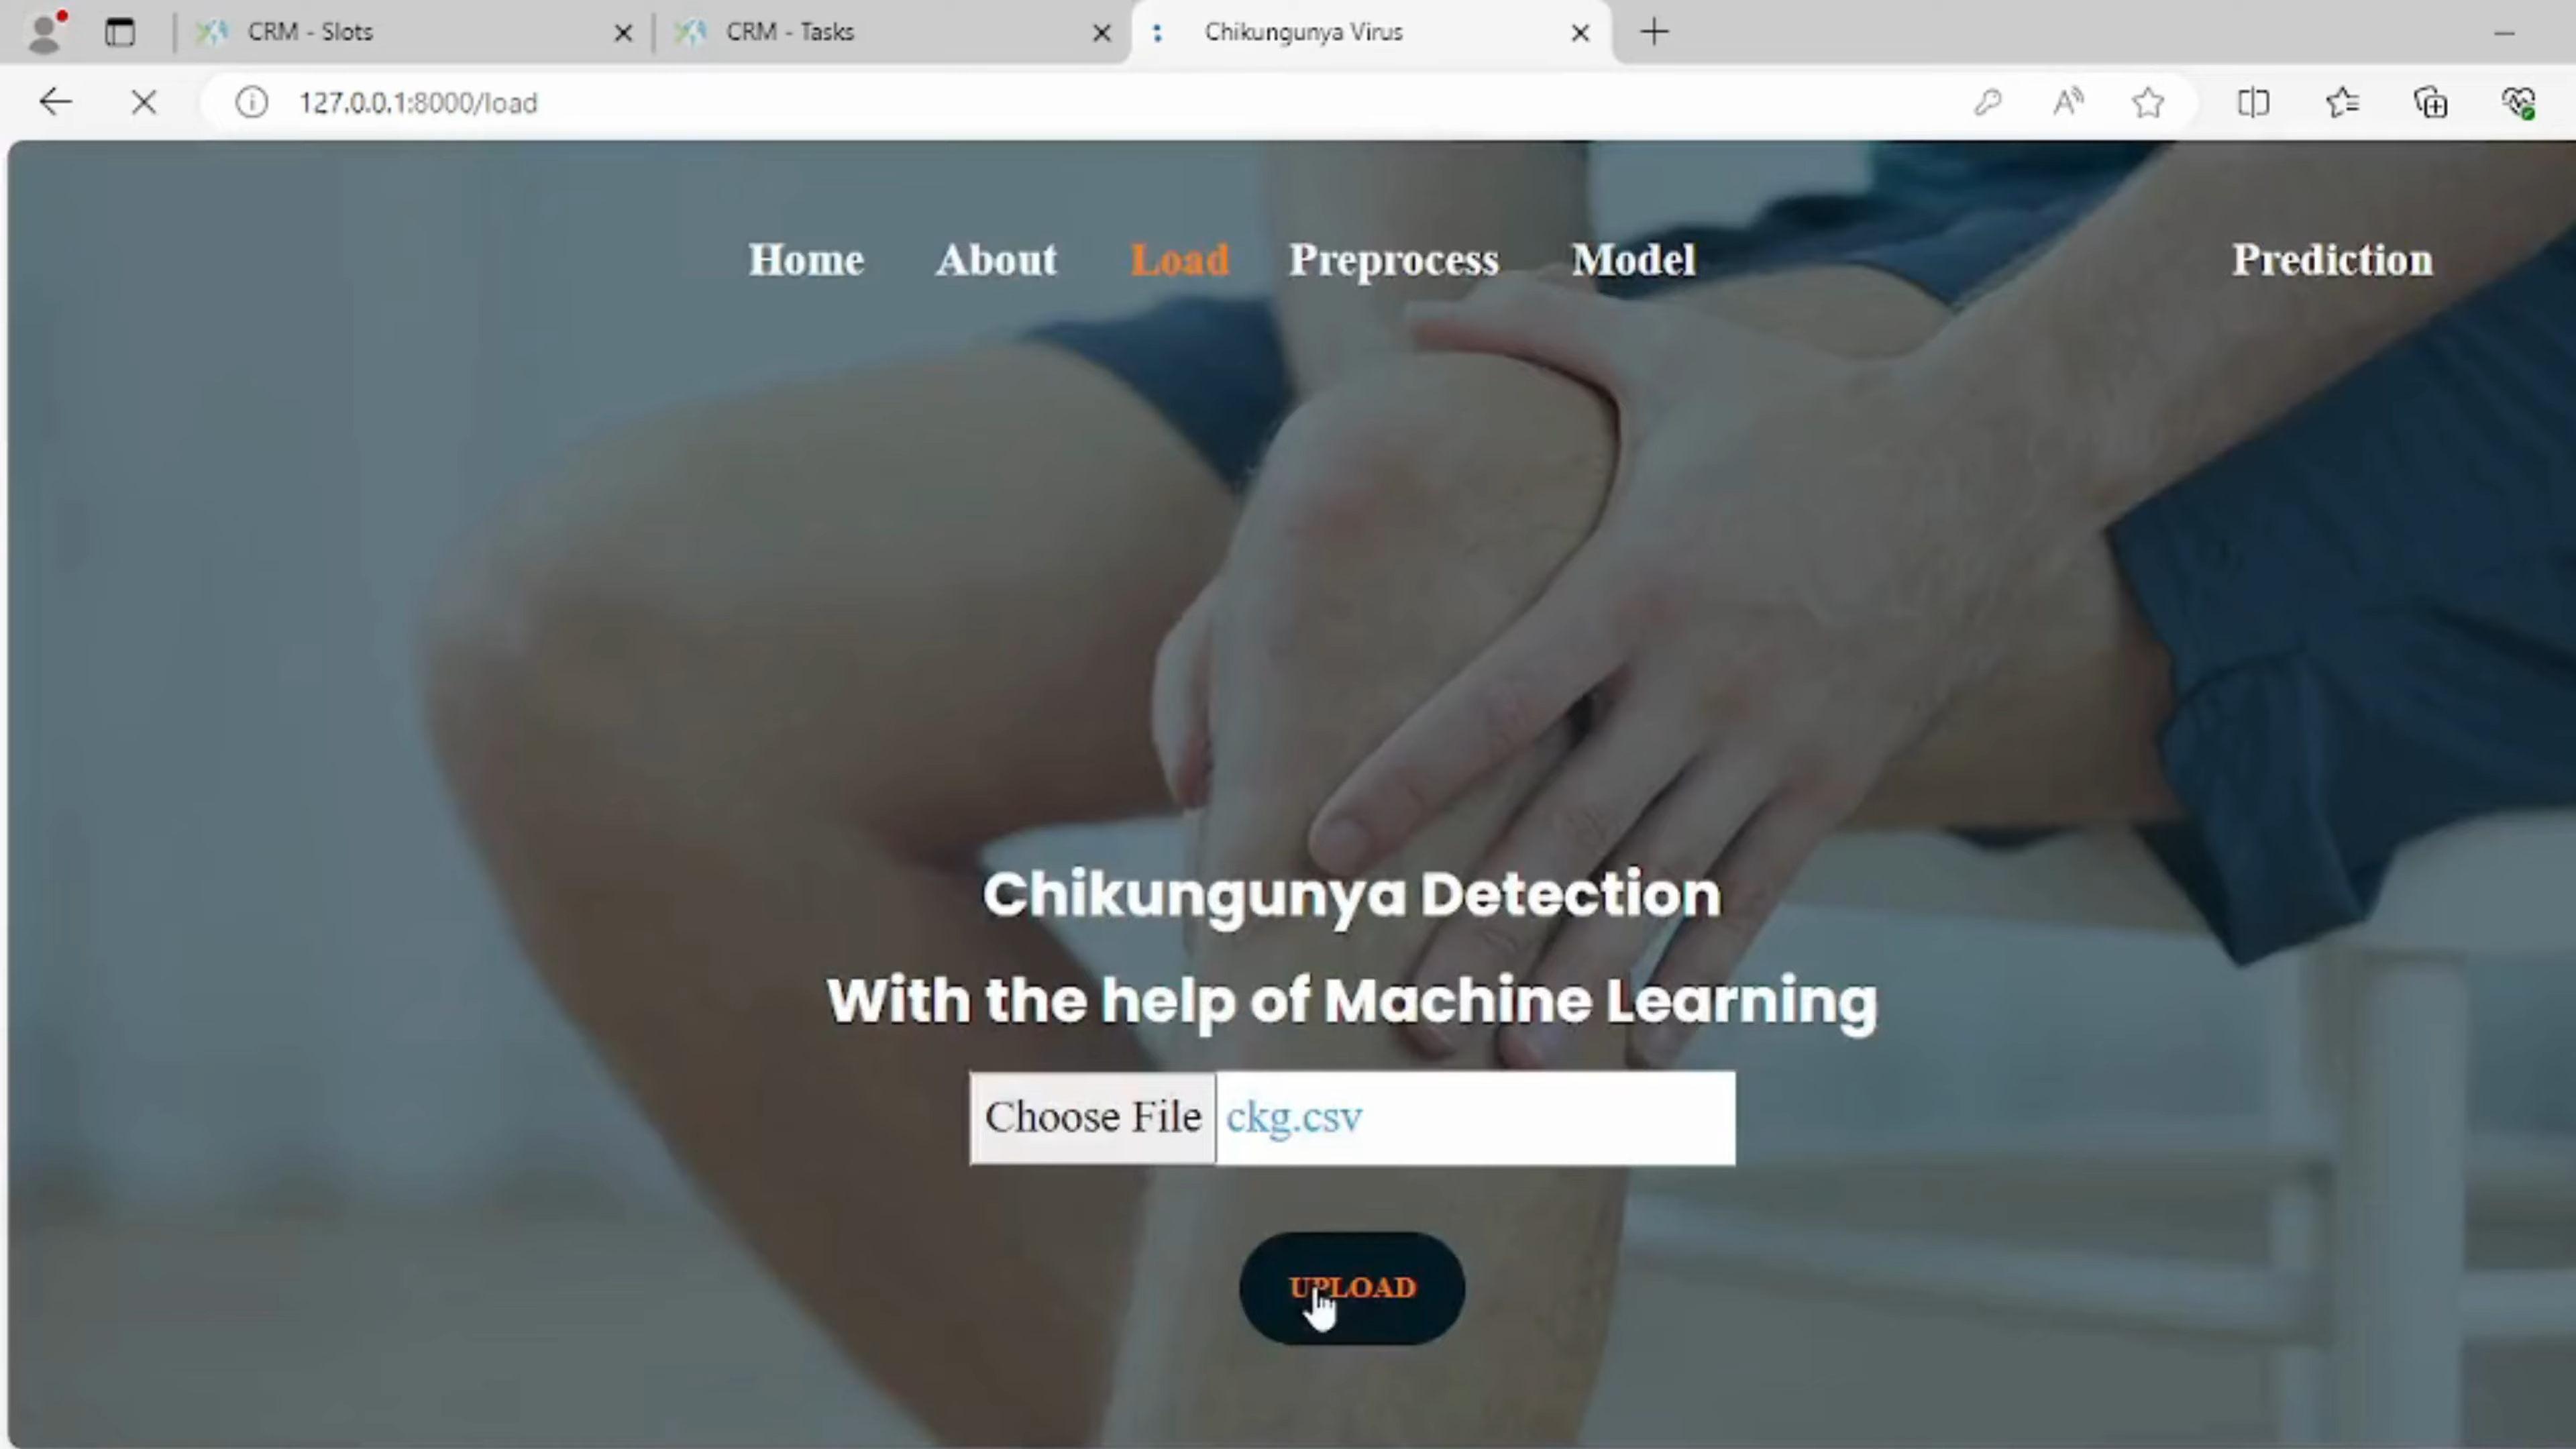 CRM - Slots
CRM - Tasks
Chikungunya Virus
127.0.0.1:8000/load
Home About Load Preprocess Model Prediction
Chikungunya Detection
With the help of Machine Learning
Choose File ckg.csv
UPLOAD